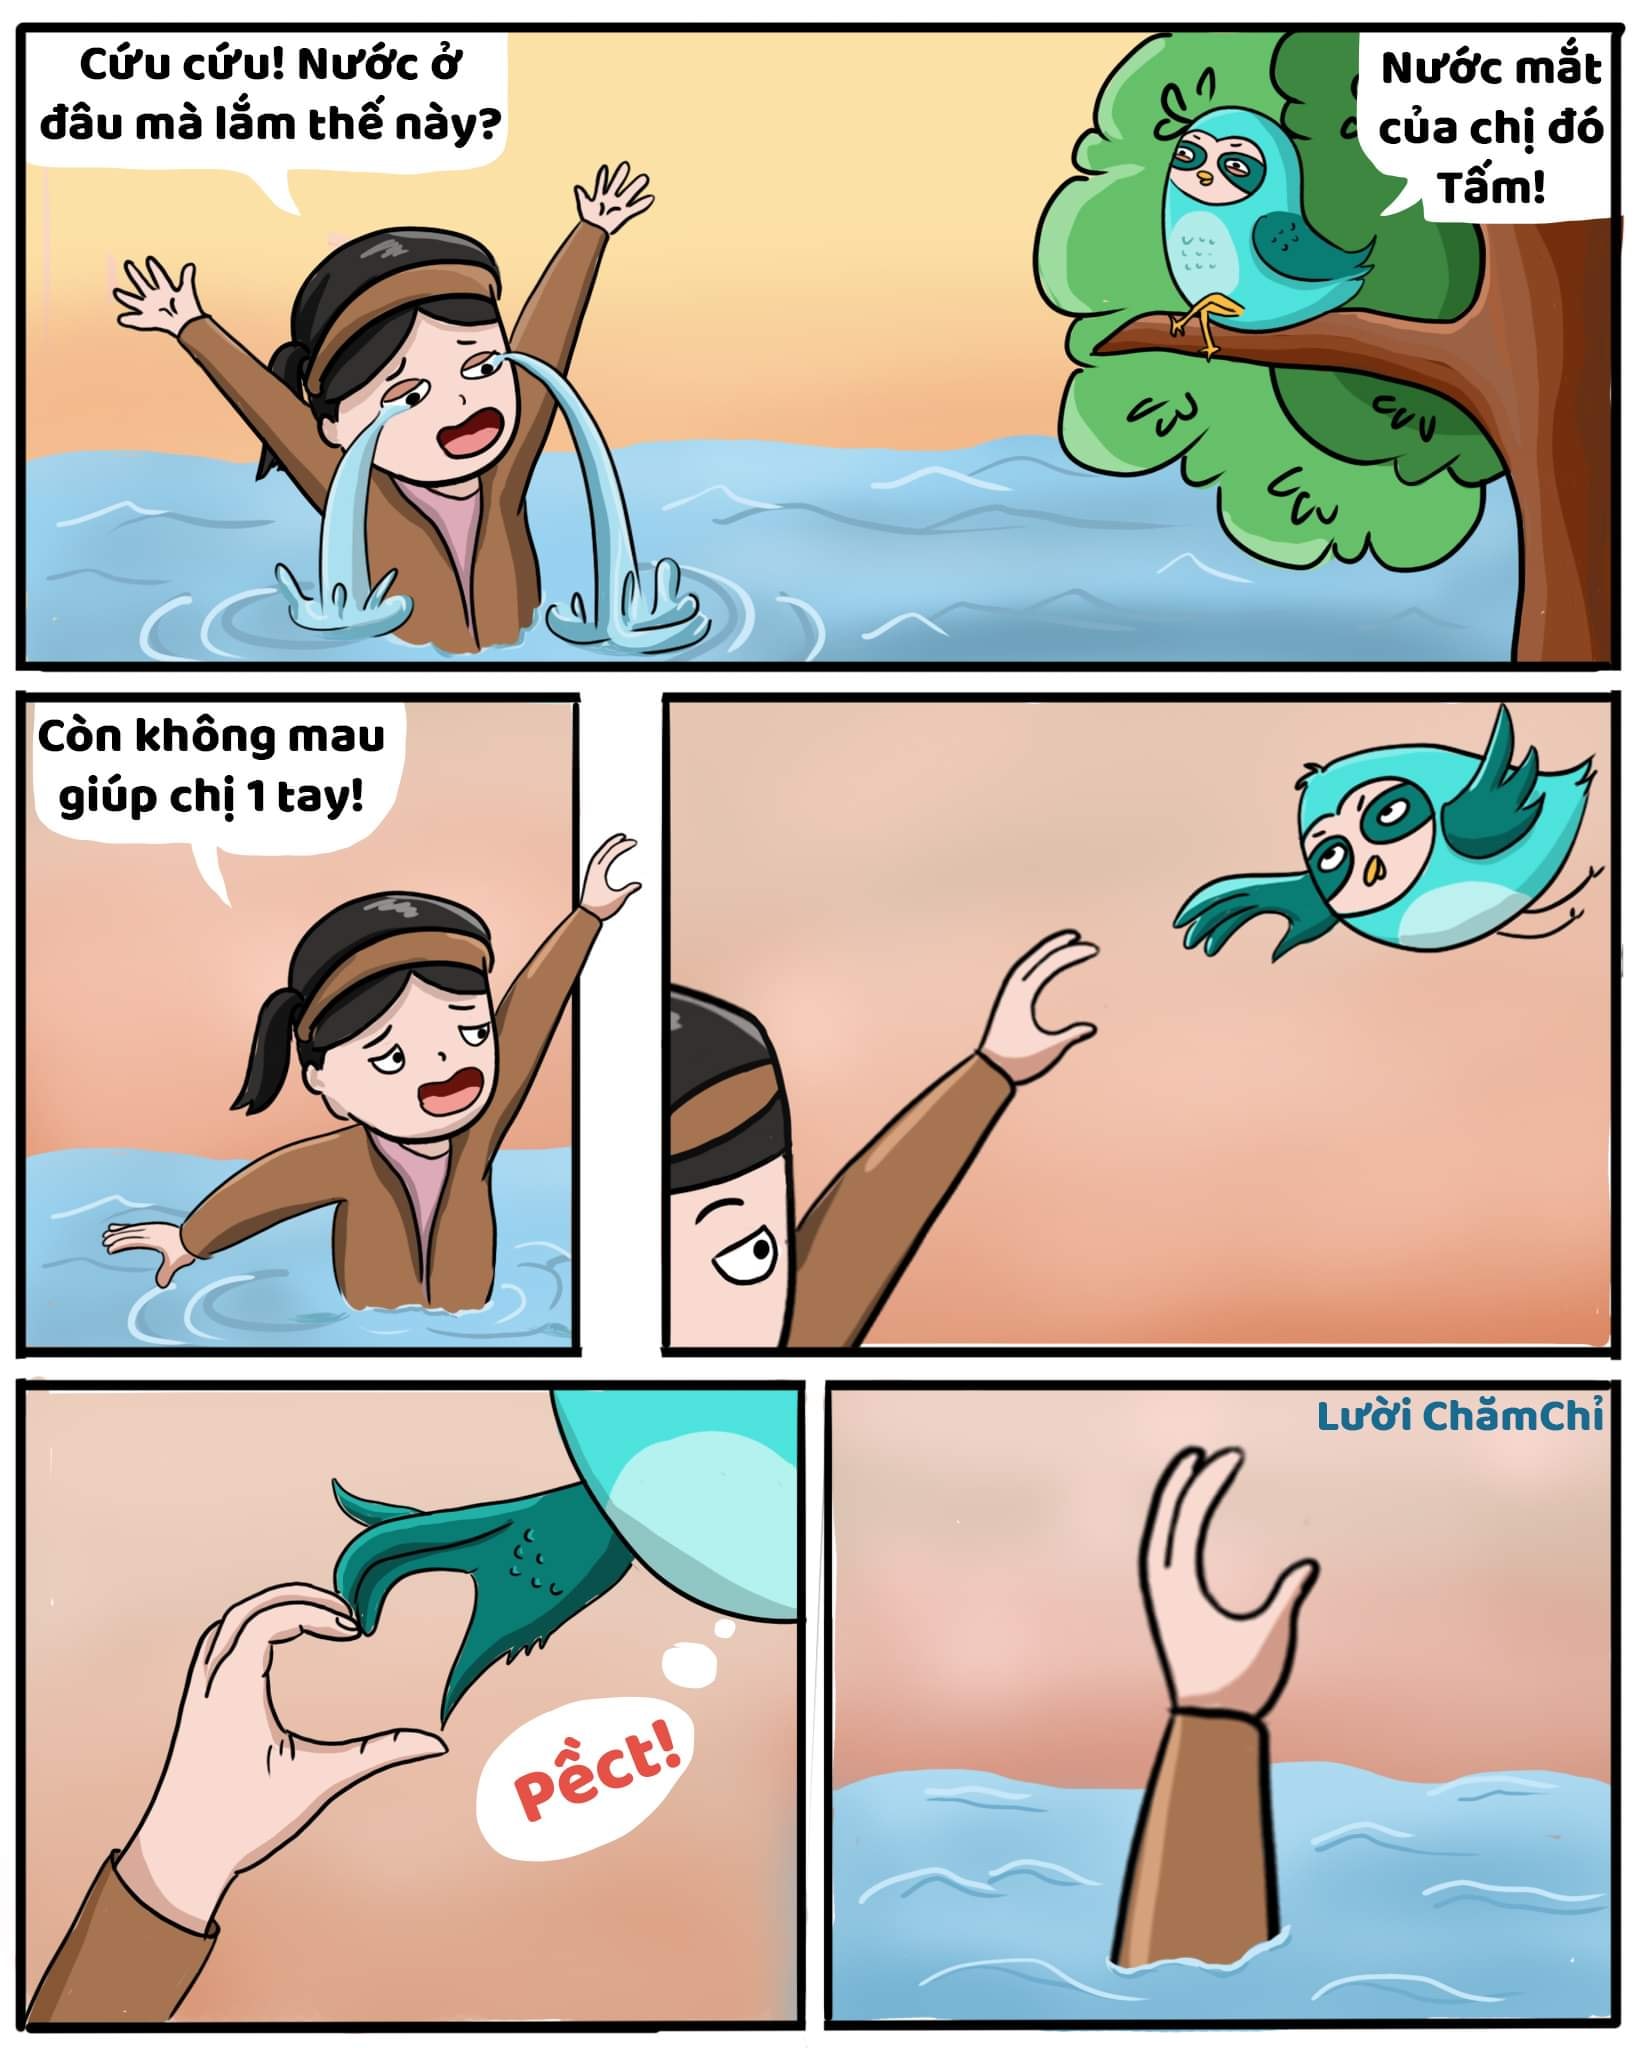 Cứu cứu! Nước ở
đâu mà lắm thế này?
Nước mắt
của chị đó
Tấm!
Còn không mau
giúp chị 1 tay!
Pềct!
Lười ChămChỉ